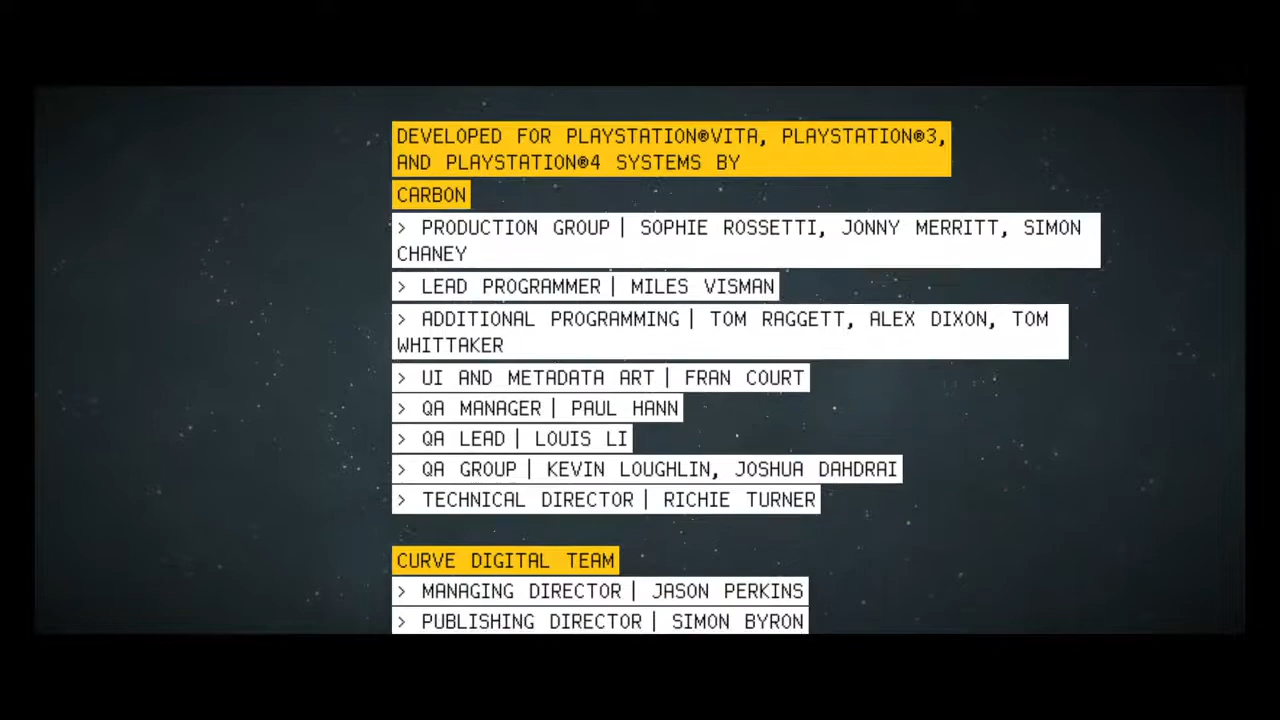 DEVELOPED FOR PLAYSTATION®VITA, PLAYSTATION®3,
AND PLAYSTATION®4 SYSTEMS BY
CARBON
> PRODUCTION GROUP | SOPHIE ROSSETTI, JONNY MERRITT, SIMON
CHANEY
> LEAD PROGRAMMER | MILES VISMAN
> ADDITIONAL PROGRAMMING | TOM RAGGETT, ALEX DIXON, TOM
WHITTAKER
> UI AND METADATA ART | FRAN COURT
> QA MANAGER | PAUL HANN
> QA LEAD | LOUIS LI
> QA GROUP | KEVIN LOUGHLIN, JOSHUA DAHDRAI
> TECHNICAL DIRECTOR | RICHIE TURNER
CURVE DIGITAL TEAM
> MANAGING DIRECTOR | JASON PERKINS
> PUBLISHING DIRECTOR | SIMON BYRON